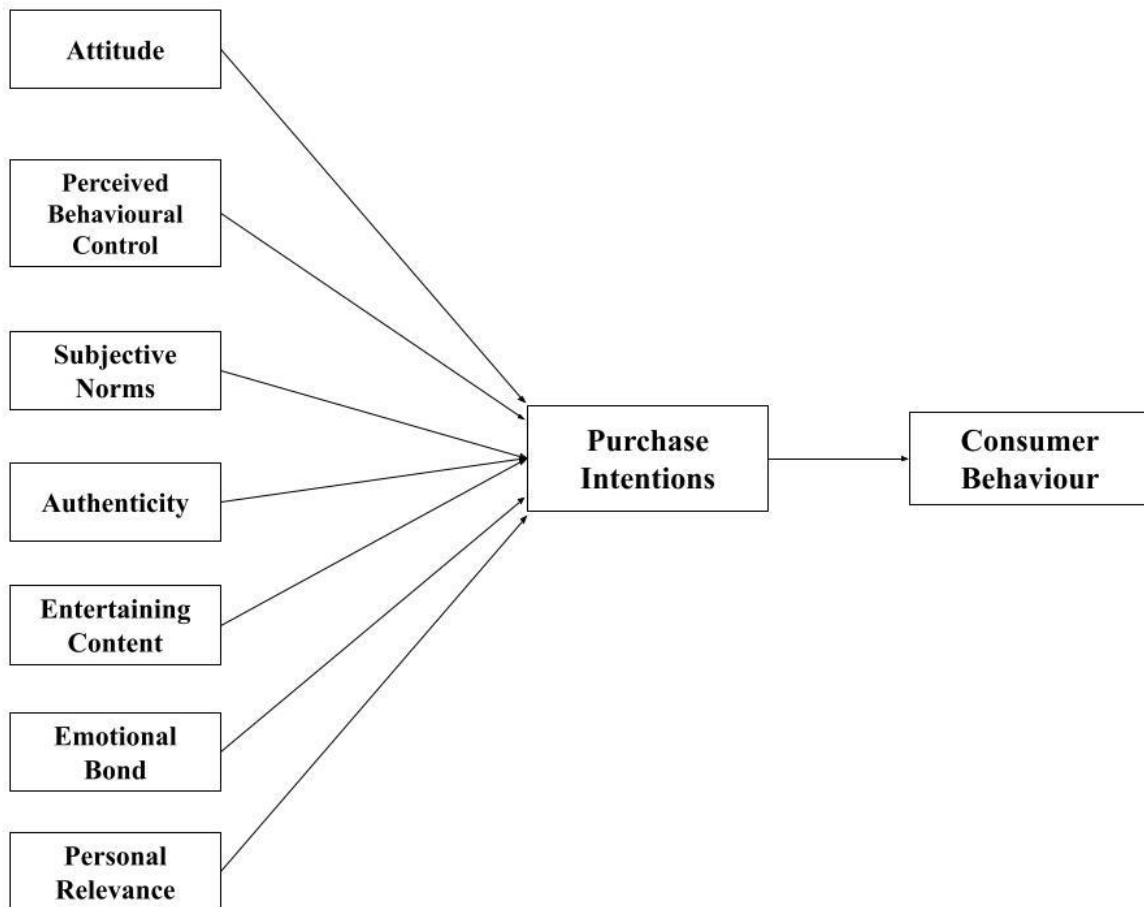 Attitude
Perceived
Behavioural
Control
Subjective
Norms
Authenticity
Entertaining
Content
Emotional
Bond
Personal
Relevance
Purchase
Intentions
Consumer
Behaviour